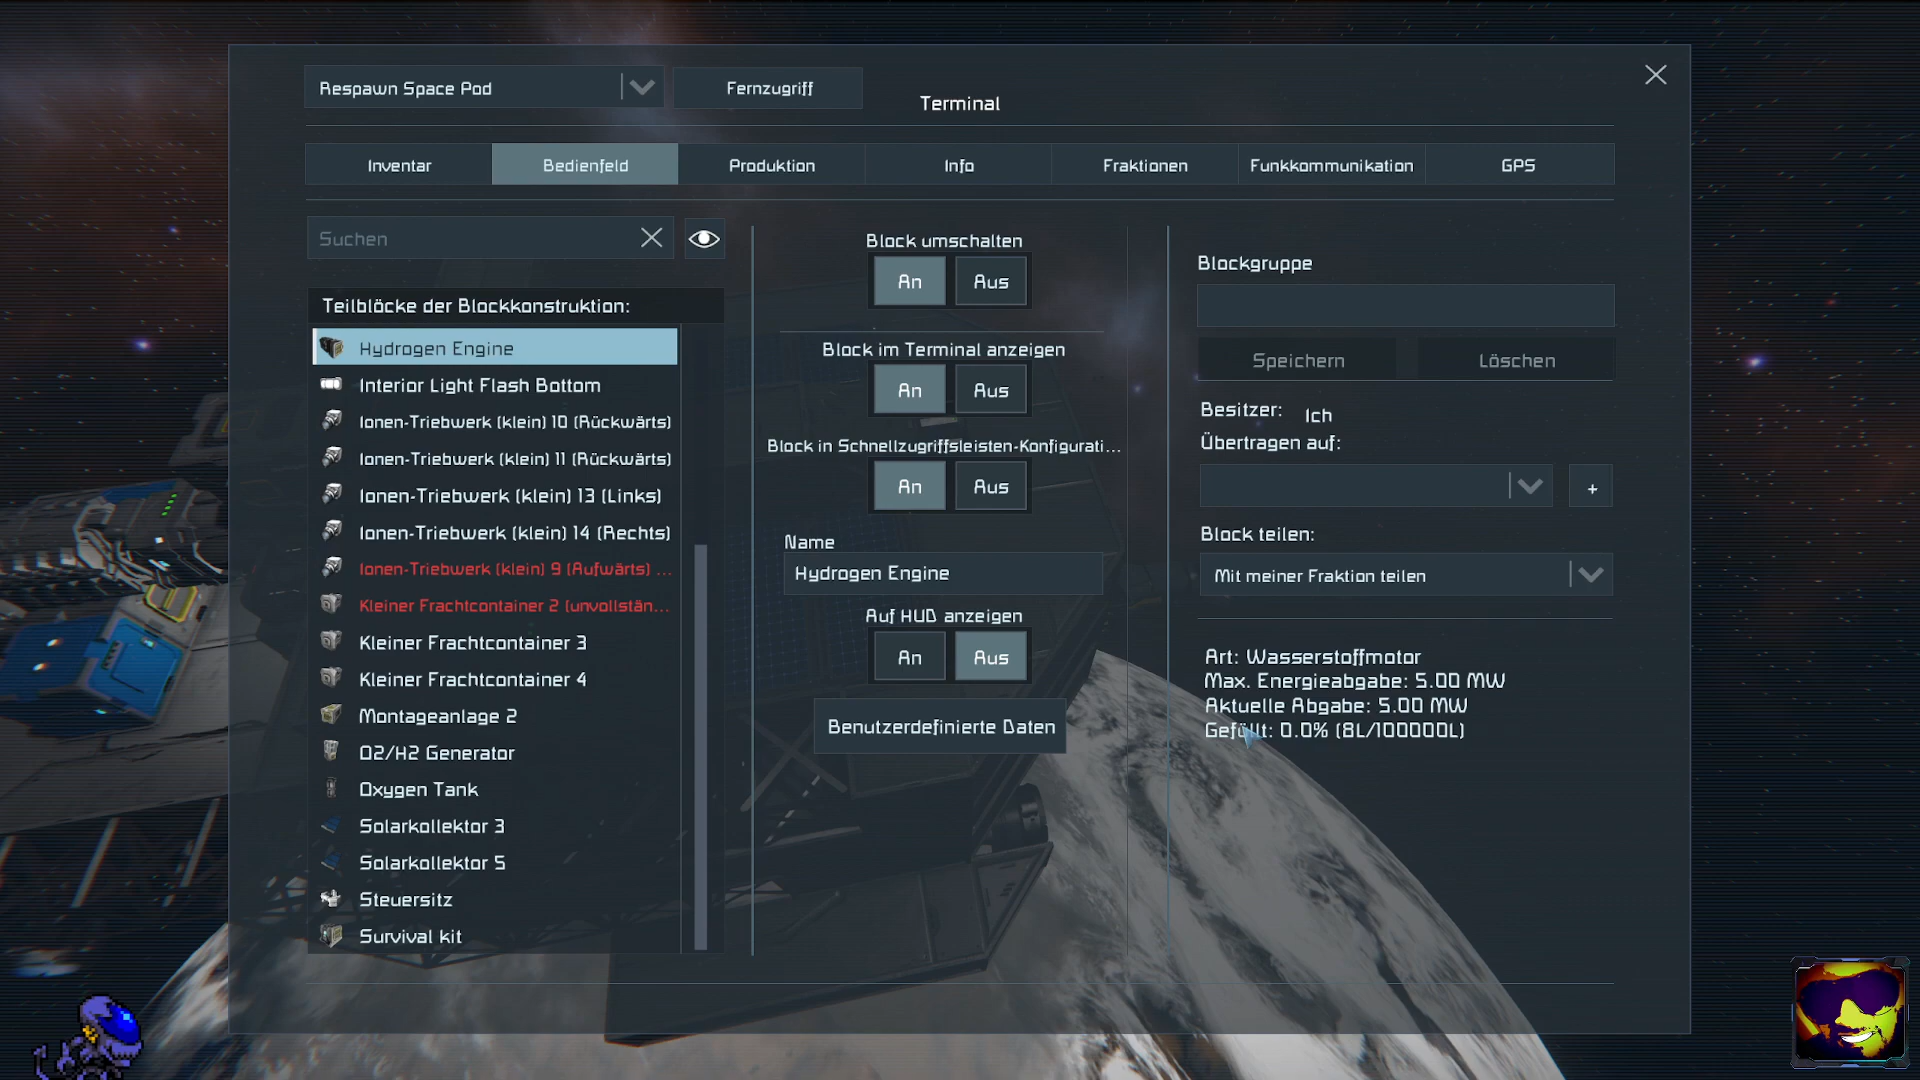 Respawn Space Pod
Fernzugriff
Terminal
Inventar
Bedienfeld
Produktion
Info
Fraktionen
Funkkommunikation
GPS
Suchen
Teilblöcke der Blockkonstruktion:
Hydrogen Engine
Interior Light Flash Bottom
Ionen-Triebwerk (klein) 10 (Rückwärts)
Ionen-Triebwerk (klein) 11 (Rückwärts)
Ionen-Triebwerk (klein) 13 (Links)
Ionen-Triebwerk (klein) 14 (Rechts)
Ionen-Triebwerk (klein) 9 (Aufwärts) ...
Kleiner Frachtcontainer 2 (unvollstän...
Kleiner Frachtcontainer 3
Kleiner Frachtcontainer 4
Montageanlage 2
O2/H2 Generator
Oxygen Tank
Solarkollektor 3
Solarkollektor 5
Steuersitz
Survival kit
Block umschalten
An Aus
Block im Terminal anzeigen
An Aus
Block in Schnellzugriffsleisten-Konfigurati...
An Aus
Name
Hydrogen Engine
Auf HUD anzeigen
An Aus
Benutzerdefinierte Daten
Blockgruppe
Speichern
Löschen
Besitzer: Ich
Übertragen auf:
+
Block teilen:
Mit meiner Fraktion teilen
Art: Wasserstoffmotor
Max. Energieabgabe: 5.00 MW
Aktuelle Abgabe: 5.00 MW
Gefüllt: 0.0% (8L/100000L)